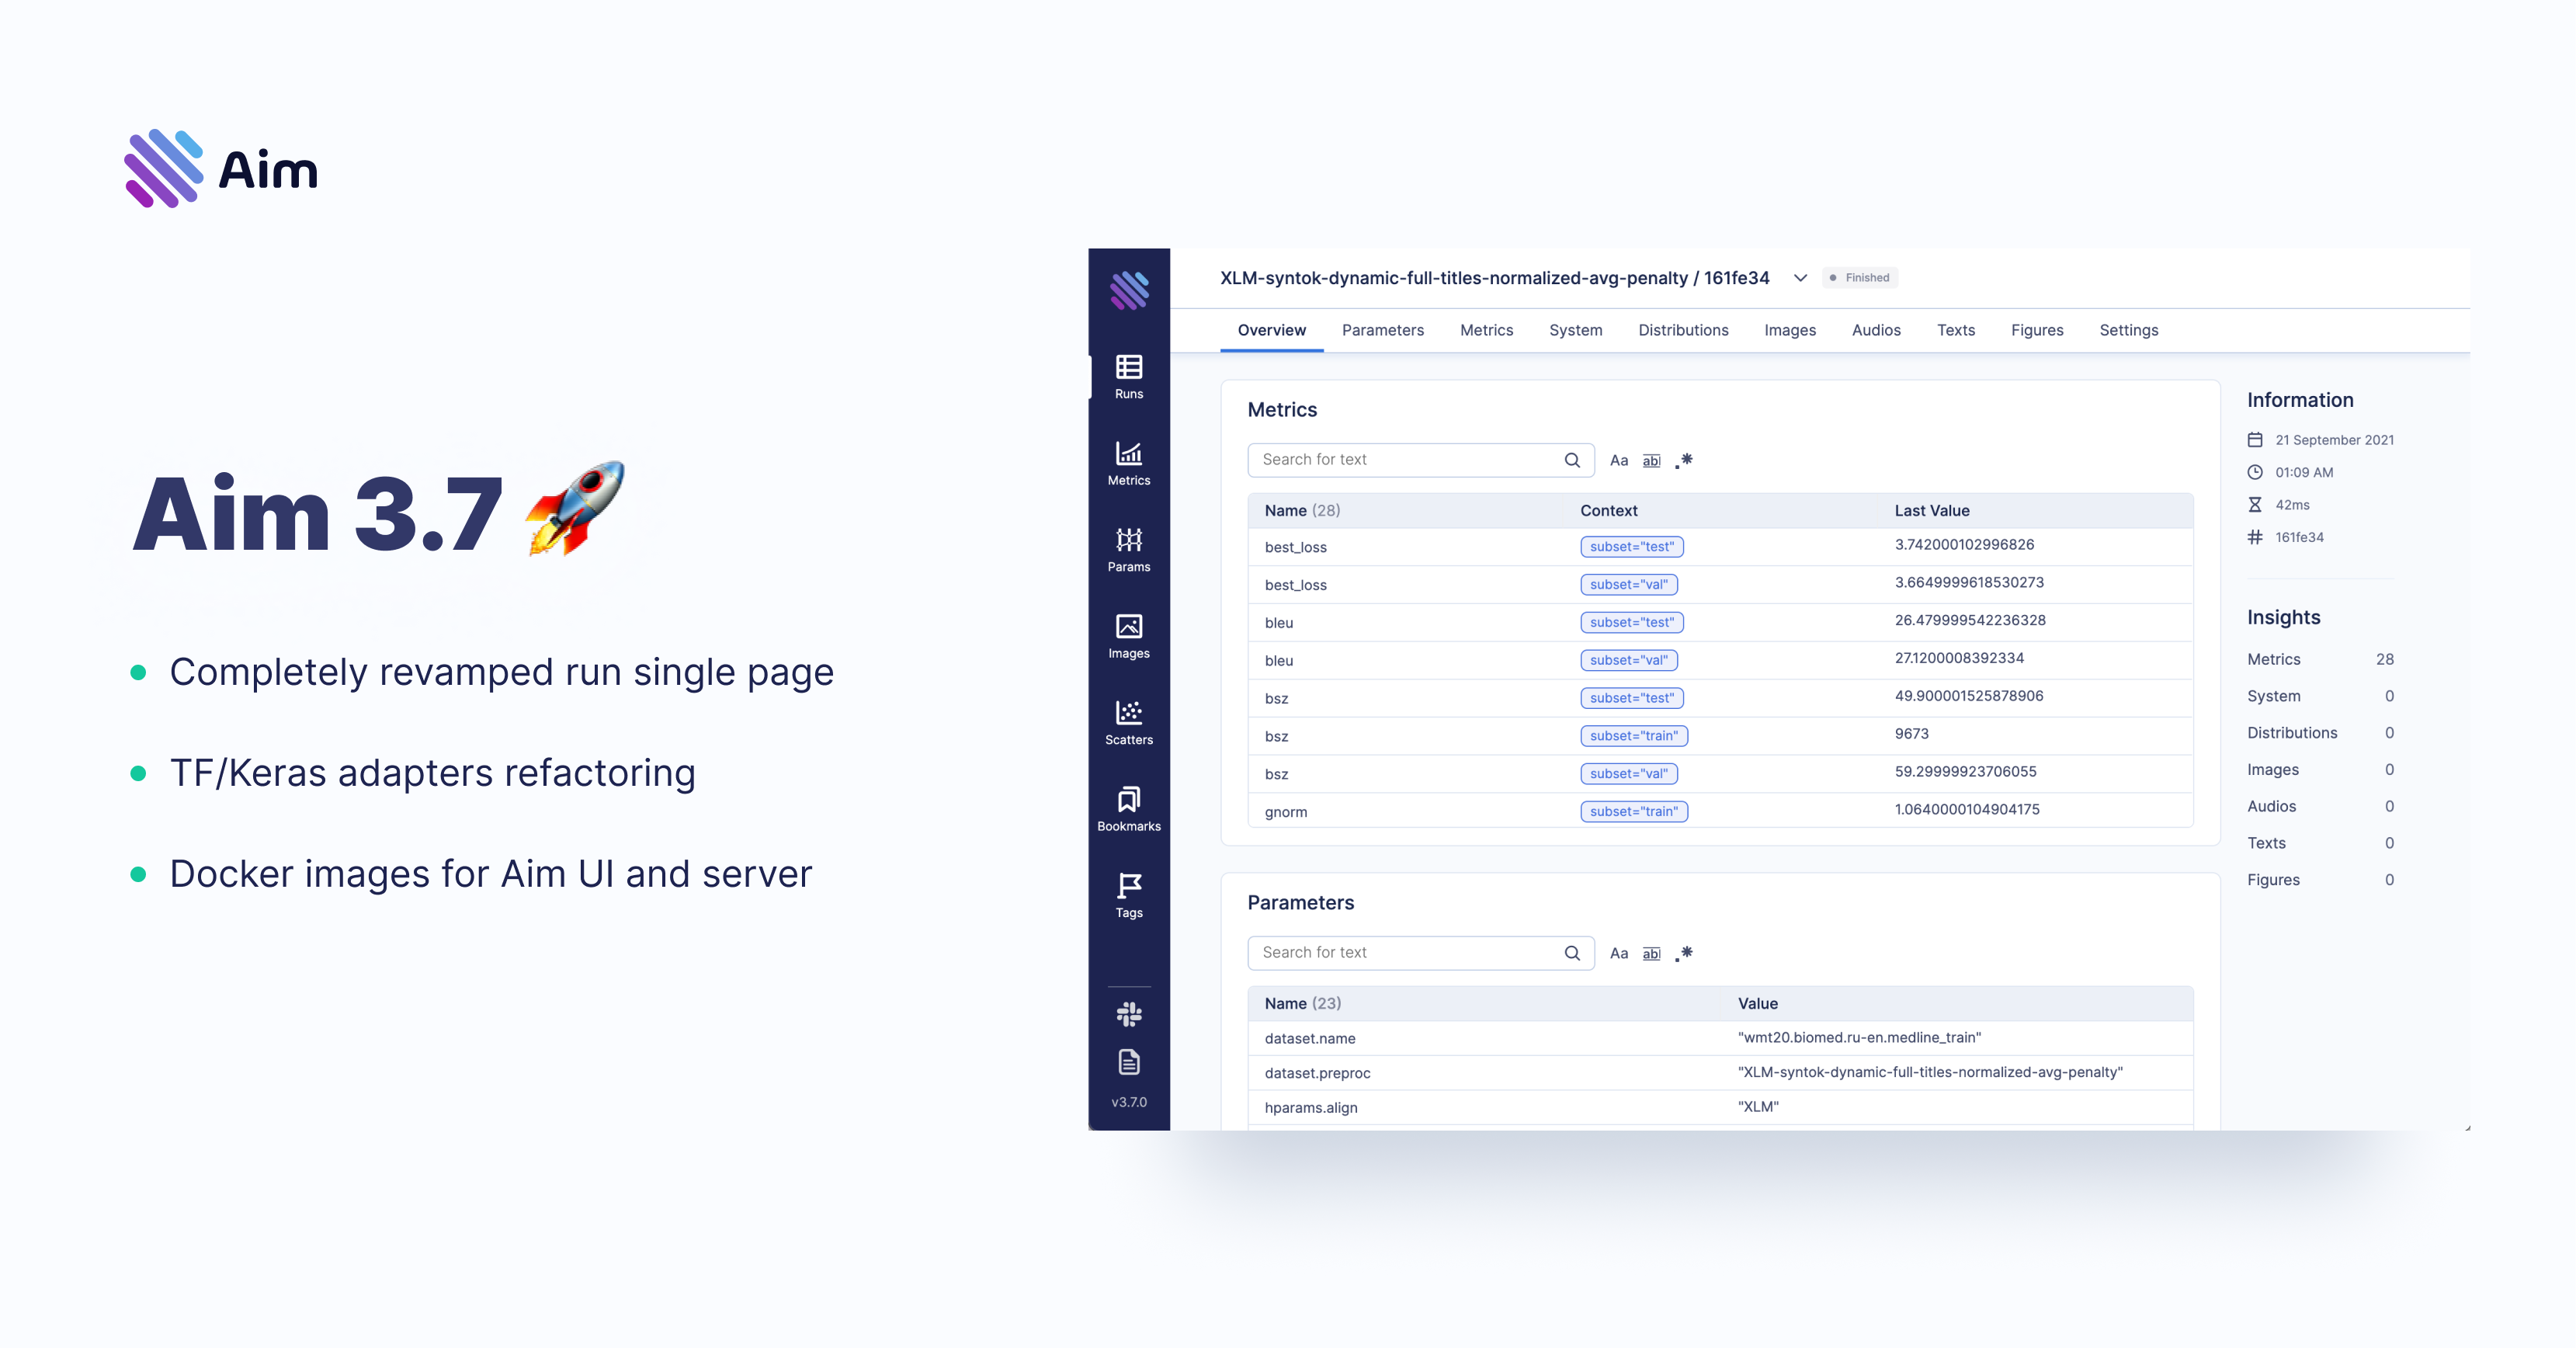 Aim
Aim 3.7 🚀
Completely revamped run single page
TF/Keras adapters refactoring
Docker images for Aim UI and server
Runs
Metrics
Params
Images
Scatters
Bookmarks
Tags
v3.7.0
XLM-syntok-dynamic-full-titles-normalized-avg-penalty / 161fe34 Finished
Overview Parameters Metrics System Distributions Images Audios Texts Figures Settings
Metrics
Search for text Aa ab .*
Name (28) Context Last Value
best_loss subset="test" 3.742000102996826
best_loss subset="val" 3.6649999618530273
bleu subset="test" 26.479999542236328
bleu subset="val" 27.1200008392334
bsz subset="test" 49.900001525878906
bsz subset="train" 9673
bsz subset="val" 59.29999923706055
gnorm subset="train" 1.0640000104904175
Parameters
Search for text Aa ab .*
Name (23) Value
dataset.name "wmt20.biomed.ru-en.medline_train"
dataset.preproc "XLM-syntok-dynamic-full-titles-normalized-avg-penalty"
hparams.align "XLM"
Information
21 September 2021
01:09 AM
42ms
161fe34
Insights
Metrics 28
System 0
Distributions 0
Images 0
Audios 0
Texts 0
Figures 0